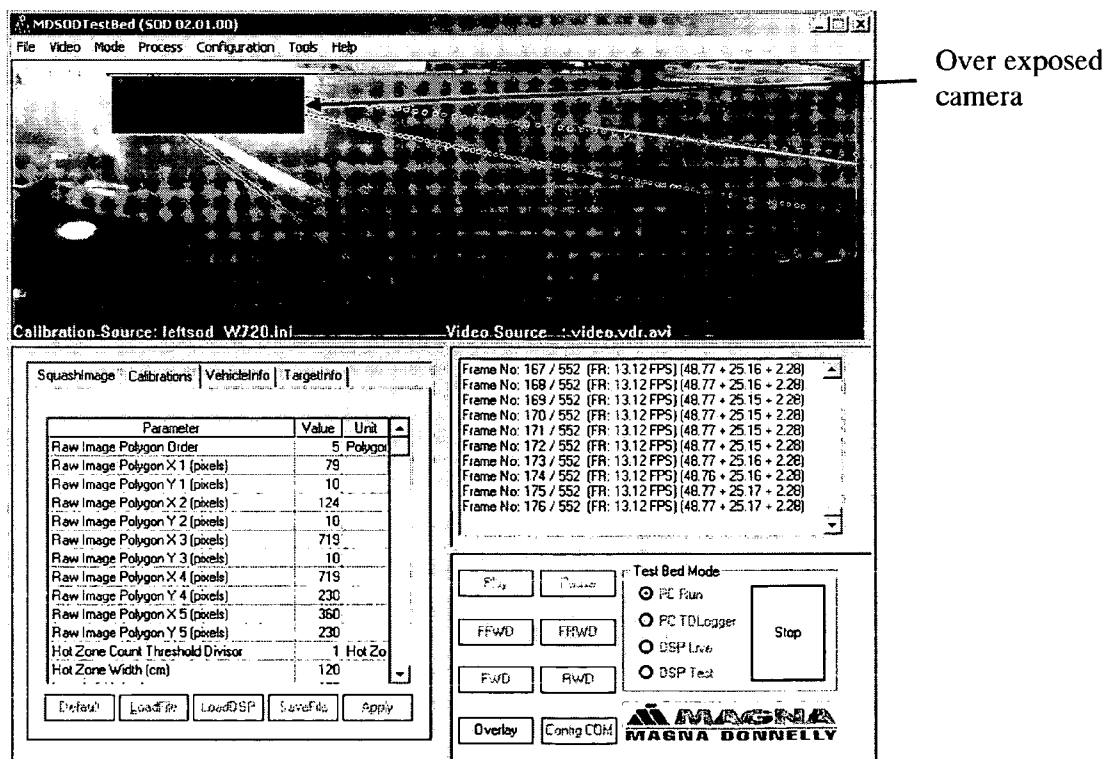 MDSODTestBed (SOD 02.01.00)
File Video Mode Process Configuration Tools Help
Over exposed
camera
Calibration Source: leftsod_W720.ini
Video Source : video.vdr.avi
SquashImage Calibrations VehicleInfo TargetInfo
Parameter Value Unit
Raw Image Polygon Order 5 Polygon
Raw Image Polygon X 1 (pixels) 79
Raw Image Polygon Y 1 (pixels) 10
Raw Image Polygon X 2 (pixels) 124
Raw Image Polygon Y 2 (pixels) 10
Raw Image Polygon X 3 (pixels) 719
Raw Image Polygon Y 3 (pixels) 10
Raw Image Polygon X 4 (pixels) 719
Raw Image Polygon Y 4 (pixels) 230
Raw Image Polygon X 5 (pixels) 360
Raw Image Polygon Y 5 (pixels) 230
Hot Zone Count Threshold Divisor 1 Hot Zo
Hot Zone Width (cm) 120
Default LoadFile LoadDSP SaveFile Apply
Frame No: 167 / 552 (FR: 13.12 FPS) (48.77 + 25.16 + 2.28)
Frame No: 168 / 552 (FR: 13.12 FPS) (48.77 + 25.16 + 2.28)
Frame No: 169 / 552 (FR: 13.12 FPS) (48.77 + 25.15 + 2.28)
Frame No: 170 / 552 (FR: 13.12 FPS) (48.77 + 25.15 + 2.28)
Frame No: 171 / 552 (FR: 13.12 FPS) (48.77 + 25.15 + 2.28)
Frame No: 172 / 552 (FR: 13.12 FPS) (48.77 + 25.15 + 2.28)
Frame No: 173 / 552 (FR: 13.12 FPS) (48.77 + 25.16 + 2.28)
Frame No: 174 / 552 (FR: 13.12 FPS) (48.76 + 25.16 + 2.28)
Frame No: 175 / 552 (FR: 13.12 FPS) (48.77 + 25.17 + 2.28)
Frame No: 176 / 552 (FR: 13.12 FPS) (48.77 + 25.17 + 2.28)
Play Pause
FFWD FRWD
FWD RWD
Overlay Config COM
Test Bed Mode
PC Run
PC TDLogger
DSP Live
DSP Test
Stop
MAGNA
MAGNA DONNELLY